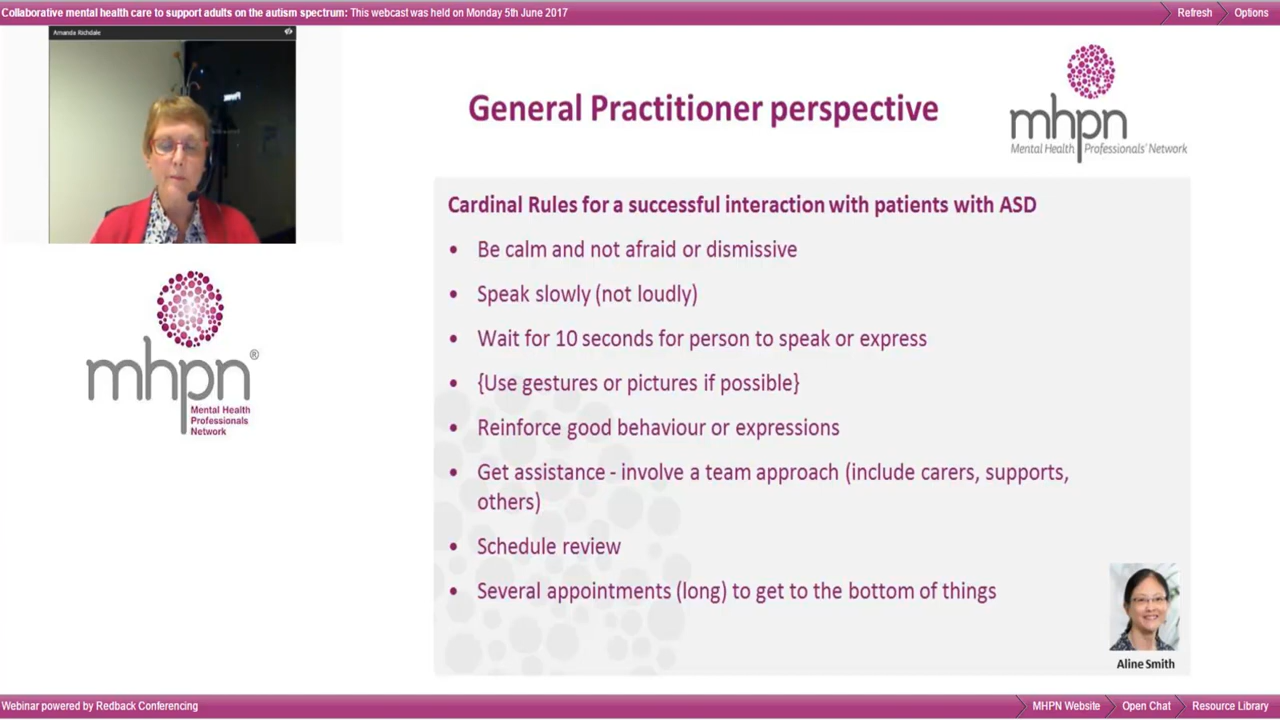 Collaborative mental health care to support adults on the autism spectrum: This webcast was held on Monday 5th June 2017
Refresh
Options
Amanda Richdale
General Practitioner perspective
mhpn
Mental Health Professionals' Network
mhpn®
Mental Health
Professionals
Network
Cardinal Rules for a successful interaction with patients with ASD
• Be calm and not afraid or dismissive
• Speak slowly (not loudly)
• Wait for 10 seconds for person to speak or express
• {Use gestures or pictures if possible}
• Reinforce good behaviour or expressions
• Get assistance - involve a team approach (include carers, supports,
others)
• Schedule review
• Several appointments (long) to get to the bottom of things
Aline Smith
Webinar powered by Redback Conferencing
MHPN Website
Open Chat
Resource Library